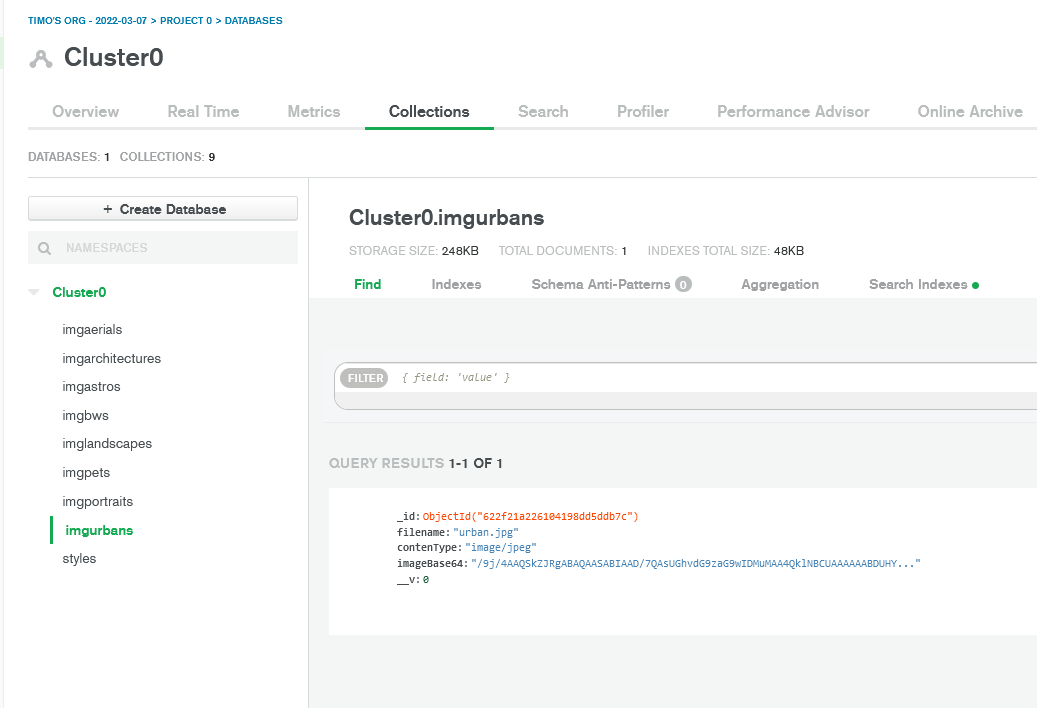 TIMO'S ORG - 2022-03-07 > PROJECT 0 > DATABASES
Cluster0
Overview Real Time Metrics Collections Search Profiler Performance Advisor Online Archive
DATABASES: 1 COLLECTIONS: 9
+ Create Database
NAMESPACES
Cluster0
imgaerials
imgarchitectures
imgastros
imgbws
imglandscapes
imgpets
imgportraits
imgurbans
styles
Cluster0.imgurbans
STORAGE SIZE: 248KB TOTAL DOCUMENTS: 1 INDEXES TOTAL SIZE: 48KB
Find Indexes Schema Anti-Patterns 0 Aggregation Search Indexes
FILTER { field: 'value' }
QUERY RESULTS 1-1 OF 1
_id: ObjectId("622f21a226104198dd5ddb7c")
filename: "urban.jpg"
contenType: "image/jpeg"
imageBase64: "/9j/4AAQSkZJRgABAQAASABIAAD/7QAsUGhvdG9zaG9wIDMuMAA4QklNBCUAAAAAABDUHY..."
__v: 0